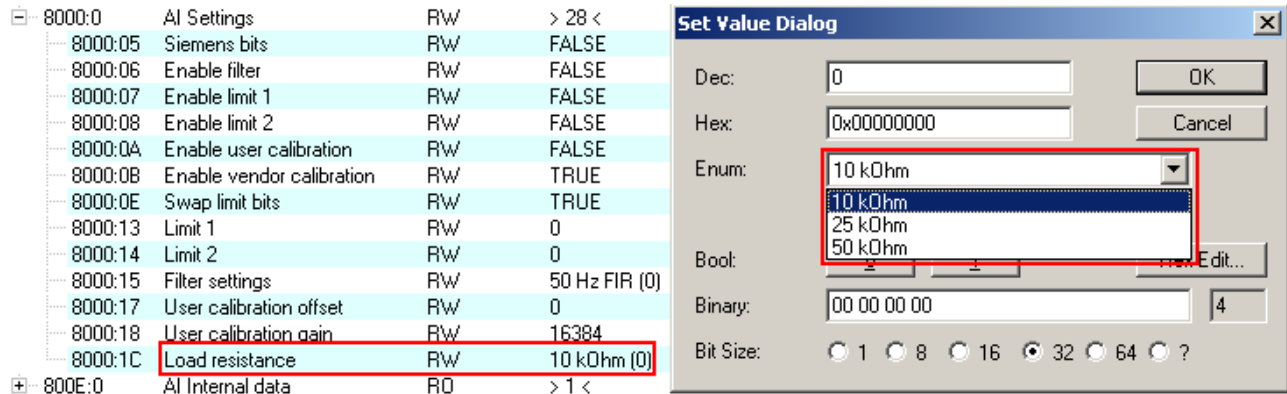 8000:0 AI Settings RW > 28 <
8000:05 Siemens bits RW FALSE
8000:06 Enable filter RW FALSE
8000:07 Enable limit 1 RW FALSE
8000:08 Enable limit 2 RW FALSE
8000:0A Enable user calibration RW FALSE
8000:0B Enable vendor calibration RW TRUE
8000:0E Swap limit bits RW TRUE
8000:13 Limit 1 RW 0
8000:14 Limit 2 RW 0
8000:15 Filter settings RW 50 Hz FIR (0)
8000:17 User calibration offset RW 0
8000:18 User calibration gain RW 16384
8000:1C Load resistance RW 10 kOhm (0)
800E:0 AI Internal data RO > 1 <
Set Value Dialog
Dec: 0 OK
Hex: 0x00000000 Cancel
Enum: 10 kOhm
10 kOhm
25 kOhm
50 kOhm
Bool: Edit...
Binary: 00 00 00 00 4
Bit Size: 1 8 16 32 64 ?